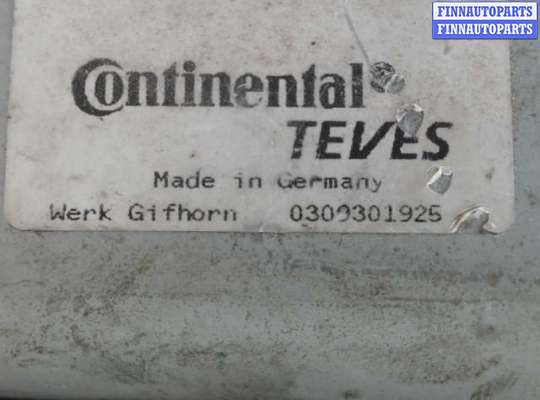 FINNAUTOPARTS
FINNAUTOPARTS
Continental
TEVES
Made in Germany
Werk Gifhorn 0309301925